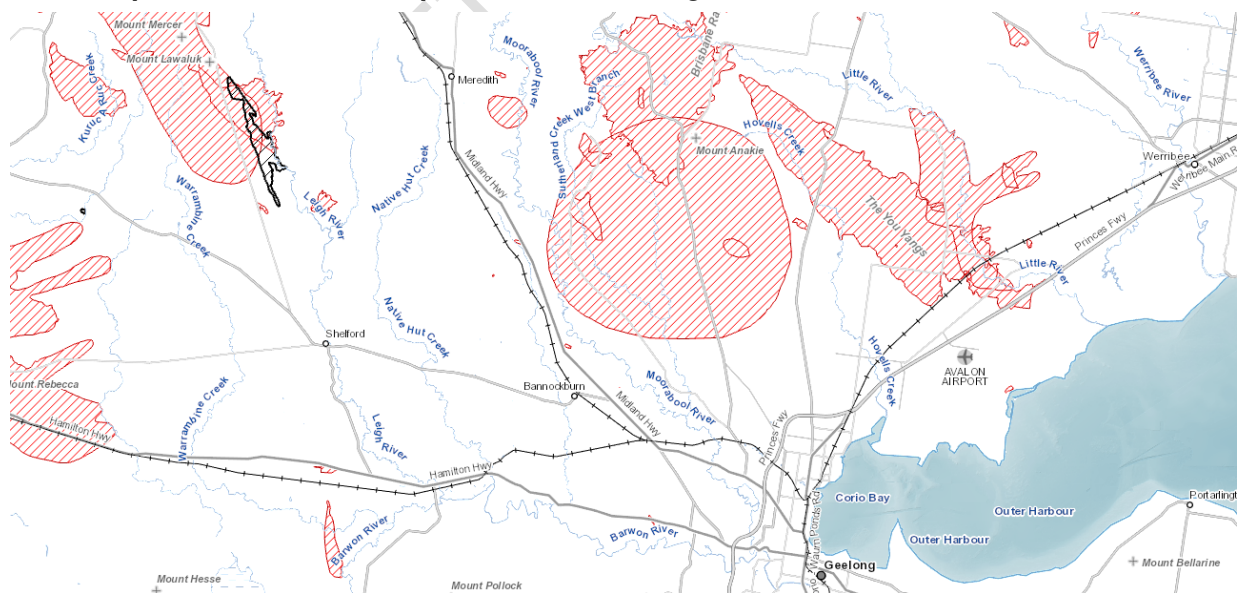 Mount Mercer
Mount Lawaluk
Kuruc A Ruc Creek
Meredith
Moorabool River
Sutherland Creek West Branch
Brisbane Ra
Mount Anakie
Hovells Creek
Little River
Werribee River
Werribee
Werribee Main R
Princes Fwy
The You Yangs
Little River
Warrambine Creek
Leigh River
Native Hut Creek
Midland Hwy
Native Hut Creek
Shelford
Mount Rebecca
Warrambine Creek
Hamilton Hwy
Leigh River
Bannockburn
Midland Hwy
Moorabool River
Princes Fwy
Hovells Creek
AVALON
AIRPORT
Hamilton Hwy
Barwon River
Barwon River
Corio Bay
Outer Harbour
Outer Harbour
Portarlingt
Mount Bellarine
Waurn Ponds Rd
Geelong
Mount Hesse
Mount Pollock